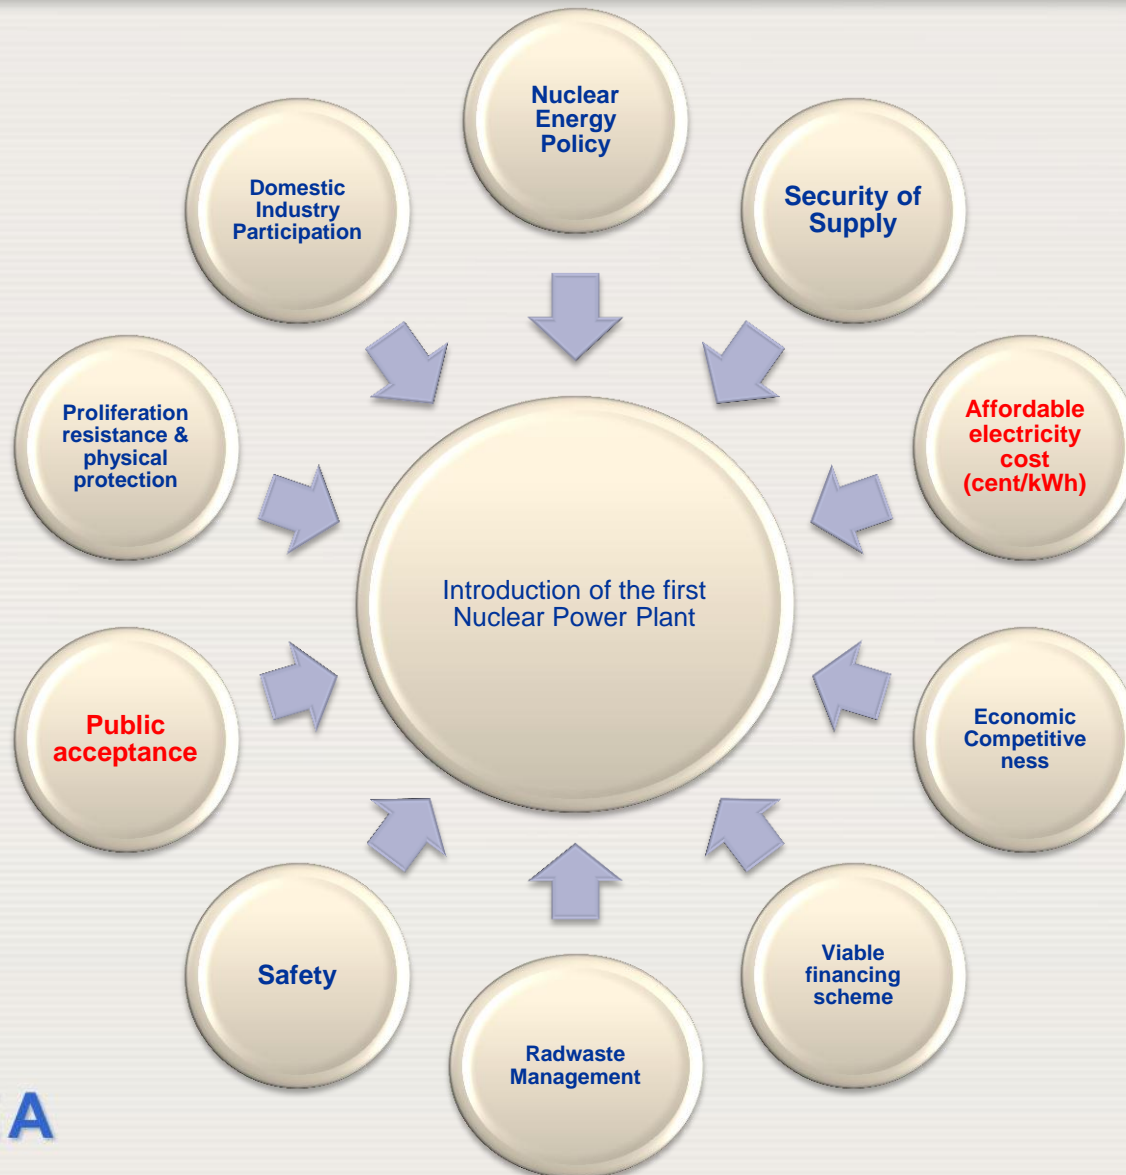 Nuclear
Energy
Policy
Security of
Supply
Affordable
electricity
cost
(cent/kWh)
Economic
Competitive
ness
Viable
financing
scheme
Radwaste
Management
Safety
Public
acceptance
Proliferation
resistance &
physical
protection
Domestic
Industry
Participation
Introduction of the first
Nuclear Power Plant